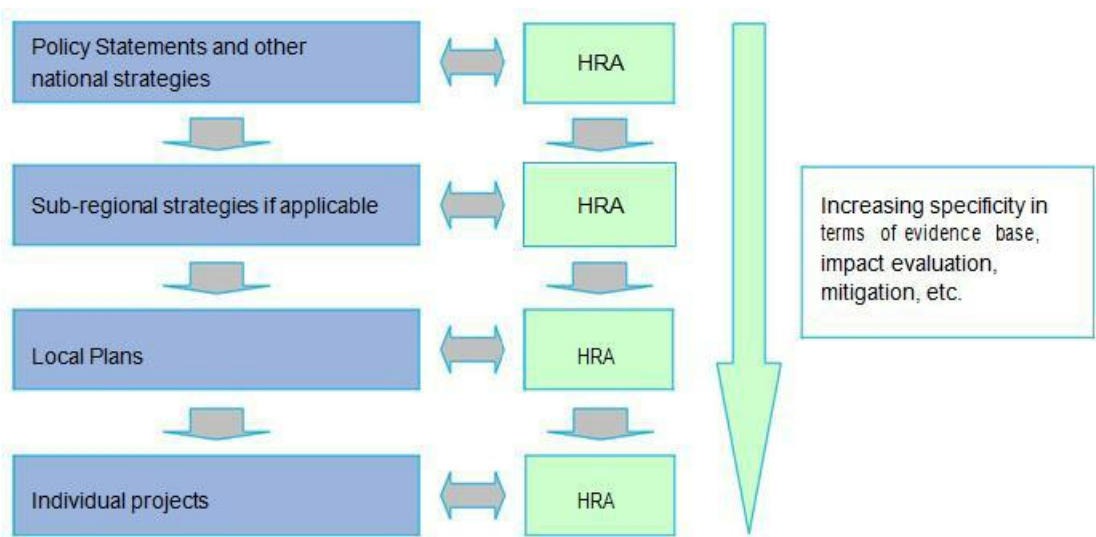 Policy Statements and other
national strategies
HRA
Sub-regional strategies if applicable
HRA
Increasing specificity in
terms of evidence base,
impact evaluation,
mitigation, etc.
Local Plans
HRA
Individual projects
HRA